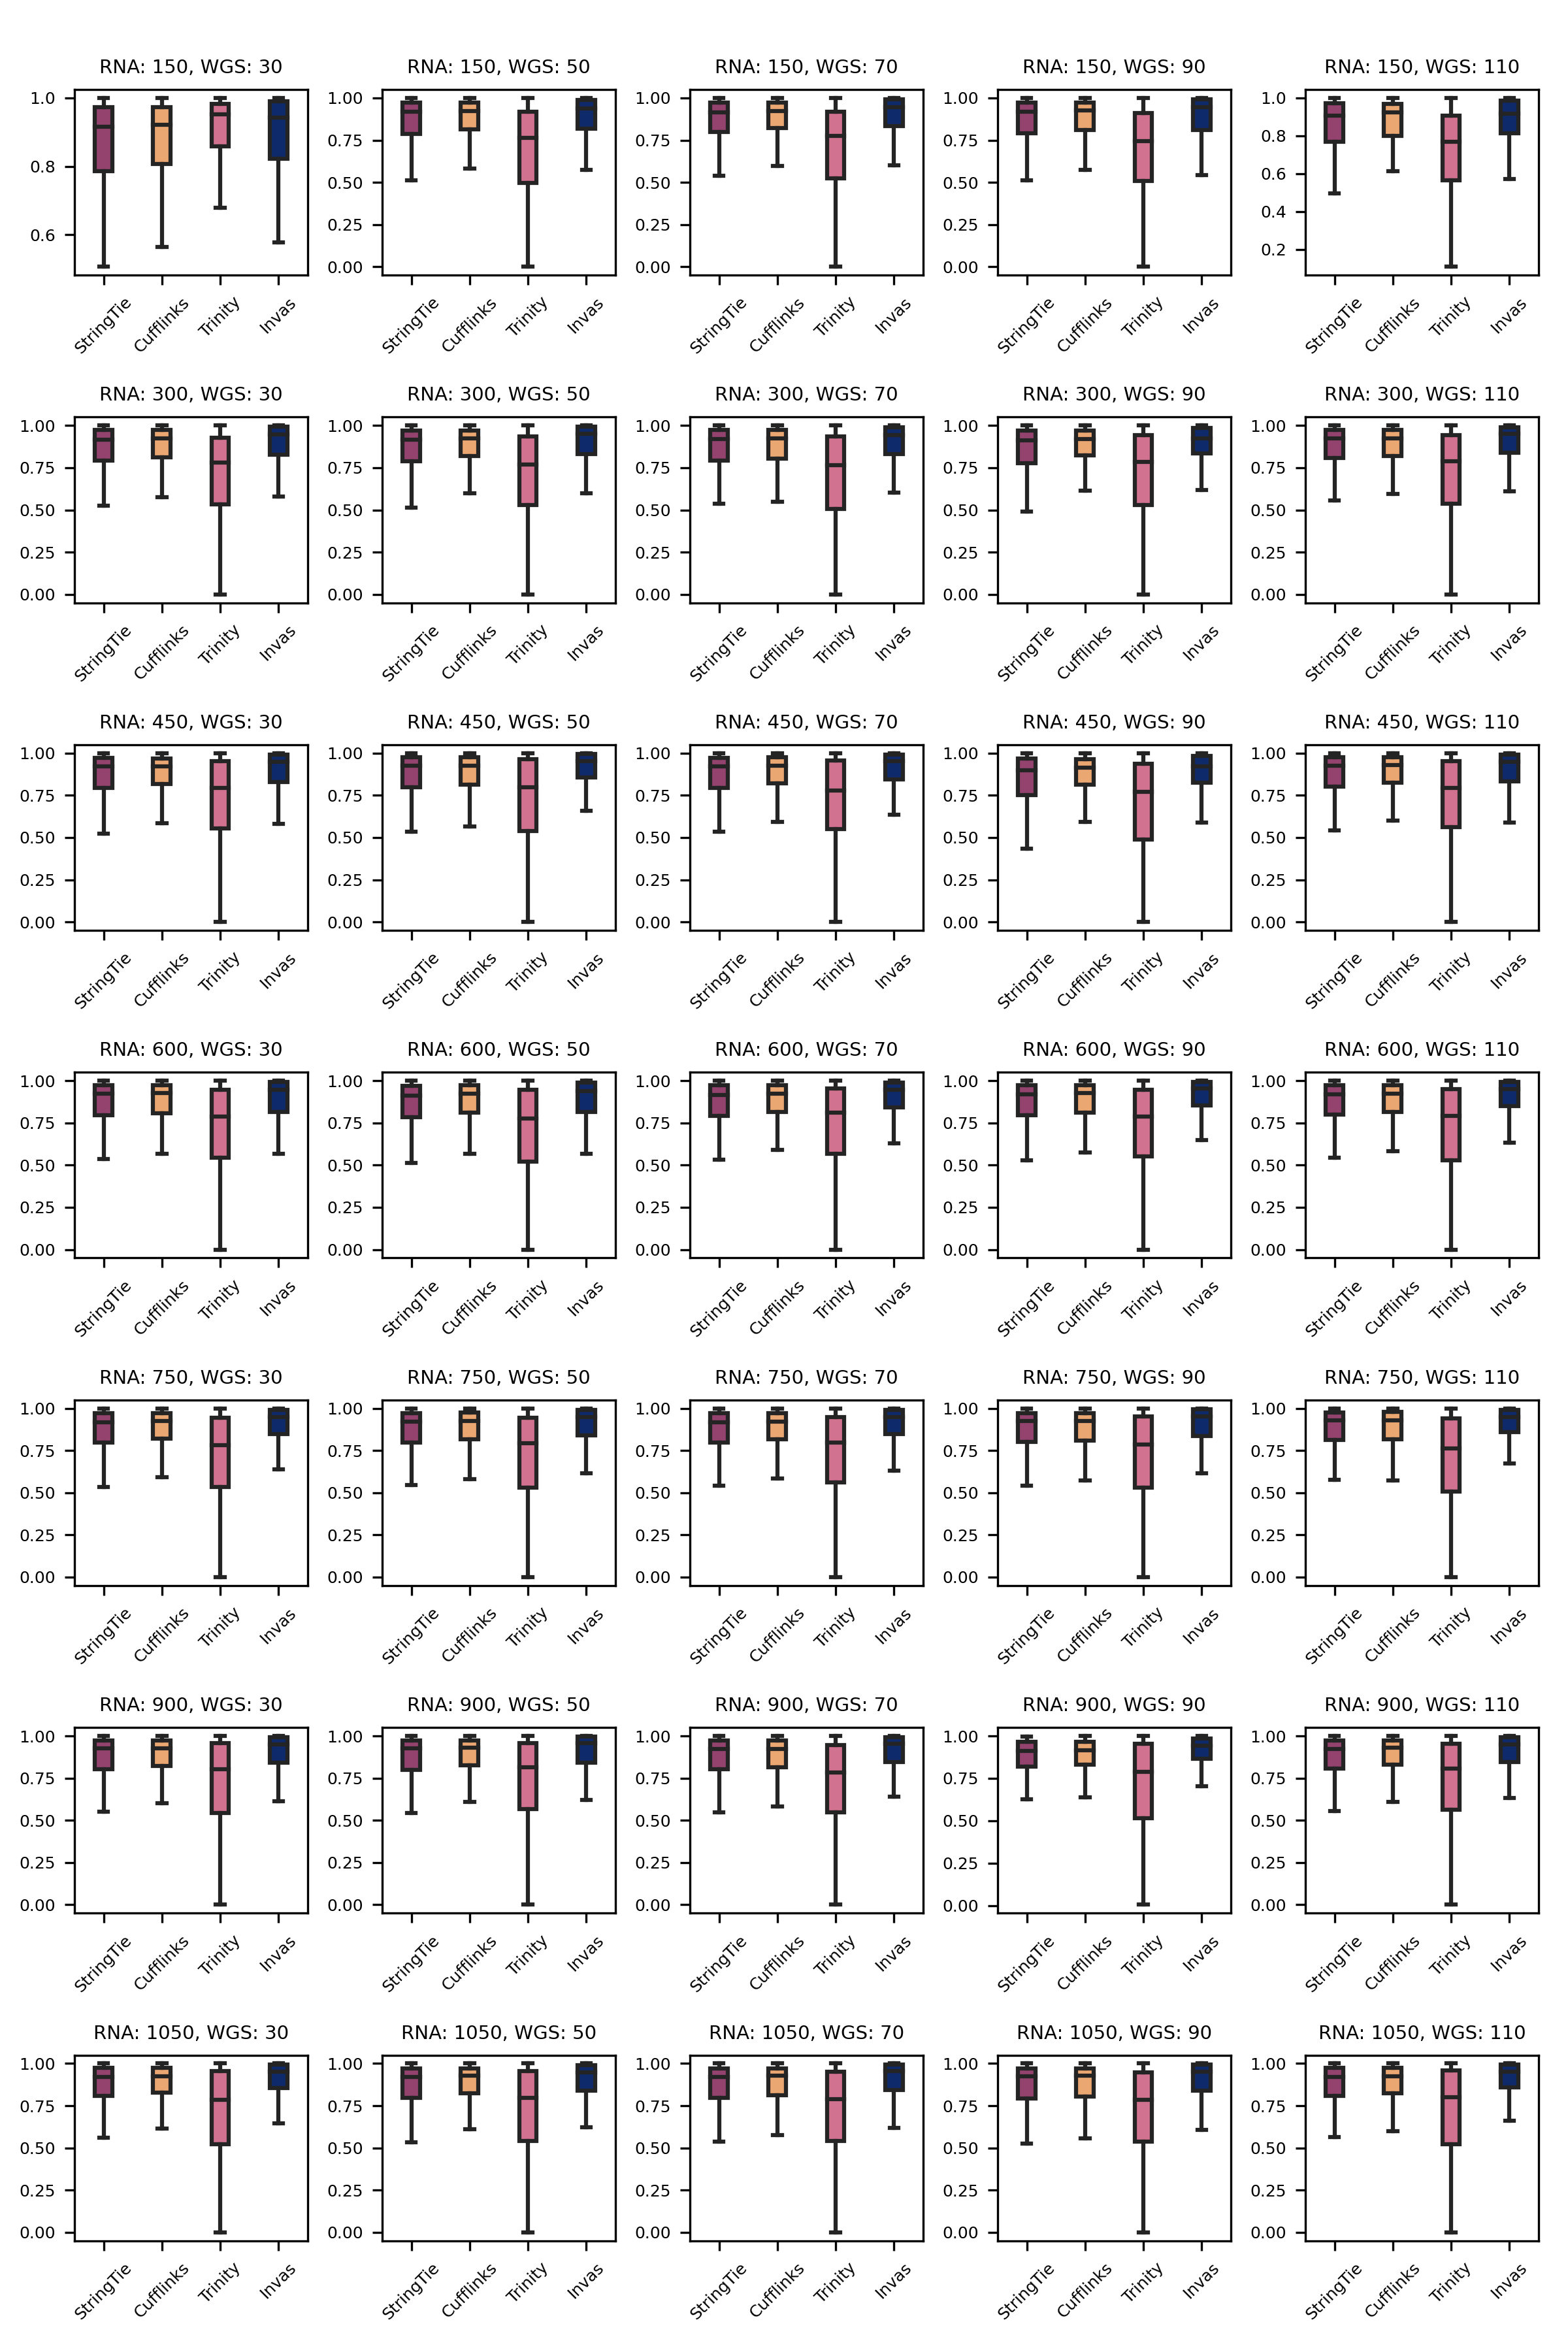 RNA: 150, WGS: 30
RNA: 150, WGS: 50
RNA: 150, WGS: 70
RNA: 150, WGS: 90
RNA: 150, WGS: 110
1.0
0.8
0.6
1.00
0.75
0.50
0.25
0.00
1.00
0.75
0.50
0.25
0.00
1.00
0.75
0.50
0.25
0.00
1.0
0.8
0.6
0.4
0.2
StringTie Cufflinks Trinity Invas
StringTie Cufflinks Trinity Invas
StringTie Cufflinks Trinity Invas
StringTie Cufflinks Trinity Invas
StringTie Cufflinks Trinity Invas
RNA: 300, WGS: 30
RNA: 300, WGS: 50
RNA: 300, WGS: 70
RNA: 300, WGS: 90
RNA: 300, WGS: 110
1.00
0.75
0.50
0.25
0.00
1.00
0.75
0.50
0.25
0.00
1.00
0.75
0.50
0.25
0.00
1.00
0.75
0.50
0.25
0.00
1.00
0.75
0.50
0.25
0.00
StringTie Cufflinks Trinity Invas
StringTie Cufflinks Trinity Invas
StringTie Cufflinks Trinity Invas
StringTie Cufflinks Trinity Invas
StringTie Cufflinks Trinity Invas
RNA: 450, WGS: 30
RNA: 450, WGS: 50
RNA: 450, WGS: 70
RNA: 450, WGS: 90
RNA: 450, WGS: 110
1.00
0.75
0.50
0.25
0.00
1.00
0.75
0.50
0.25
0.00
1.00
0.75
0.50
0.25
0.00
1.00
0.75
0.50
0.25
0.00
1.00
0.75
0.50
0.25
0.00
StringTie Cufflinks Trinity Invas
StringTie Cufflinks Trinity Invas
StringTie Cufflinks Trinity Invas
StringTie Cufflinks Trinity Invas
StringTie Cufflinks Trinity Invas
RNA: 600, WGS: 30
RNA: 600, WGS: 50
RNA: 600, WGS: 70
RNA: 600, WGS: 90
RNA: 600, WGS: 110
1.00
0.75
0.50
0.25
0.00
1.00
0.75
0.50
0.25
0.00
1.00
0.75
0.50
0.25
0.00
1.00
0.75
0.50
0.25
0.00
1.00
0.75
0.50
0.25
0.00
StringTie Cufflinks Trinity Invas
StringTie Cufflinks Trinity Invas
StringTie Cufflinks Trinity Invas
StringTie Cufflinks Trinity Invas
StringTie Cufflinks Trinity Invas
RNA: 750, WGS: 30
RNA: 750, WGS: 50
RNA: 750, WGS: 70
RNA: 750, WGS: 90
RNA: 750, WGS: 110
1.00
0.75
0.50
0.25
0.00
1.00
0.75
0.50
0.25
0.00
1.00
0.75
0.50
0.25
0.00
1.00
0.75
0.50
0.25
0.00
1.00
0.75
0.50
0.25
0.00
StringTie Cufflinks Trinity Invas
StringTie Cufflinks Trinity Invas
StringTie Cufflinks Trinity Invas
StringTie Cufflinks Trinity Invas
StringTie Cufflinks Trinity Invas
RNA: 900, WGS: 30
RNA: 900, WGS: 50
RNA: 900, WGS: 70
RNA: 900, WGS: 90
RNA: 900, WGS: 110
1.00
0.75
0.50
0.25
0.00
1.00
0.75
0.50
0.25
0.00
1.00
0.75
0.50
0.25
0.00
1.00
0.75
0.50
0.25
0.00
1.00
0.75
0.50
0.25
0.00
StringTie Cufflinks Trinity Invas
StringTie Cufflinks Trinity Invas
StringTie Cufflinks Trinity Invas
StringTie Cufflinks Trinity Invas
StringTie Cufflinks Trinity Invas
RNA: 1050, WGS: 30
RNA: 1050, WGS: 50
RNA: 1050, WGS: 70
RNA: 1050, WGS: 90
RNA: 1050, WGS: 110
1.00
0.75
0.50
0.25
0.00
1.00
0.75
0.50
0.25
0.00
1.00
0.75
0.50
0.25
0.00
1.00
0.75
0.50
0.25
0.00
1.00
0.75
0.50
0.25
0.00
StringTie Cufflinks Trinity Invas
StringTie Cufflinks Trinity Invas
StringTie Cufflinks Trinity Invas
StringTie Cufflinks Trinity Invas
StringTie Cufflinks Trinity Invas